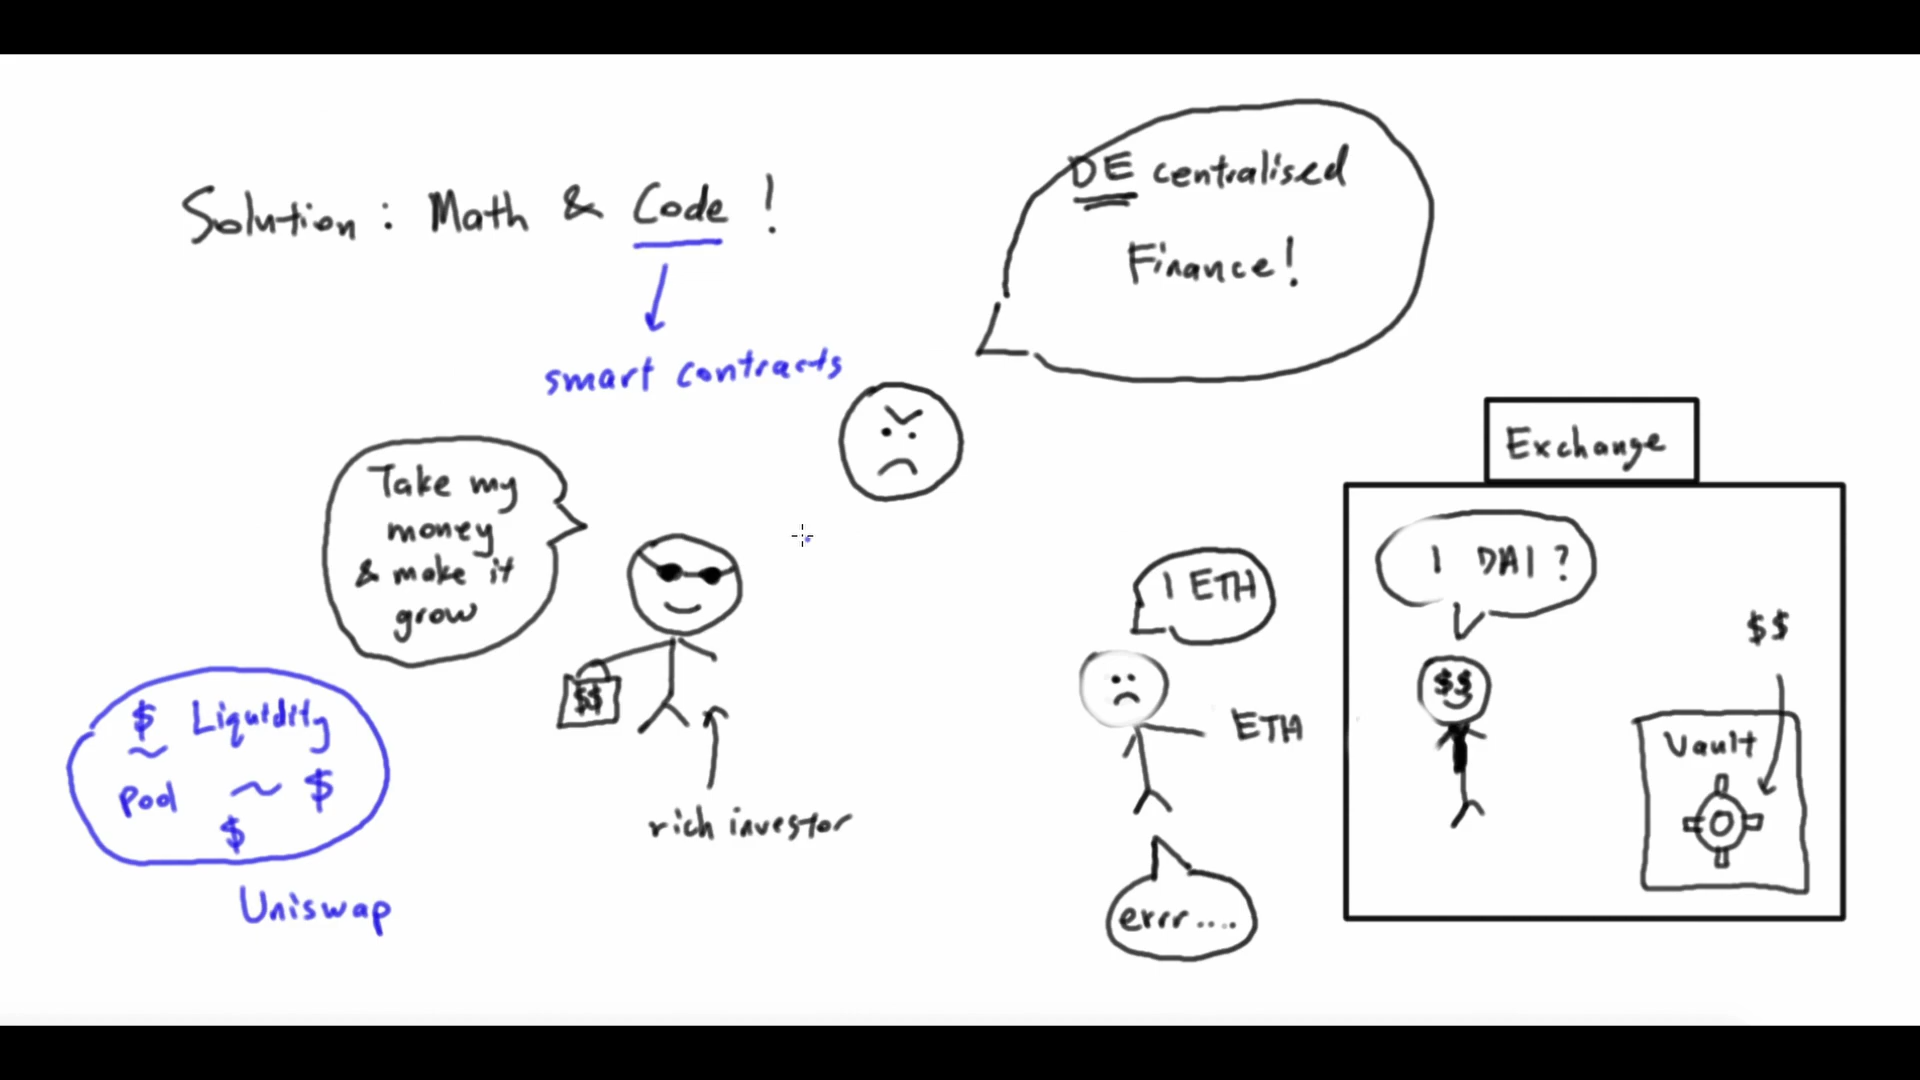 Solution : Math & Code !
smart contracts
DE centralised
Finance!
Take my
money
& make it
grow
$$
rich investor
$ Liquidity
Pool ~ $
$
Uniswap
1 ETH
ETH
errr....
Exchange
1 DAI ?
$$
$$
Vault